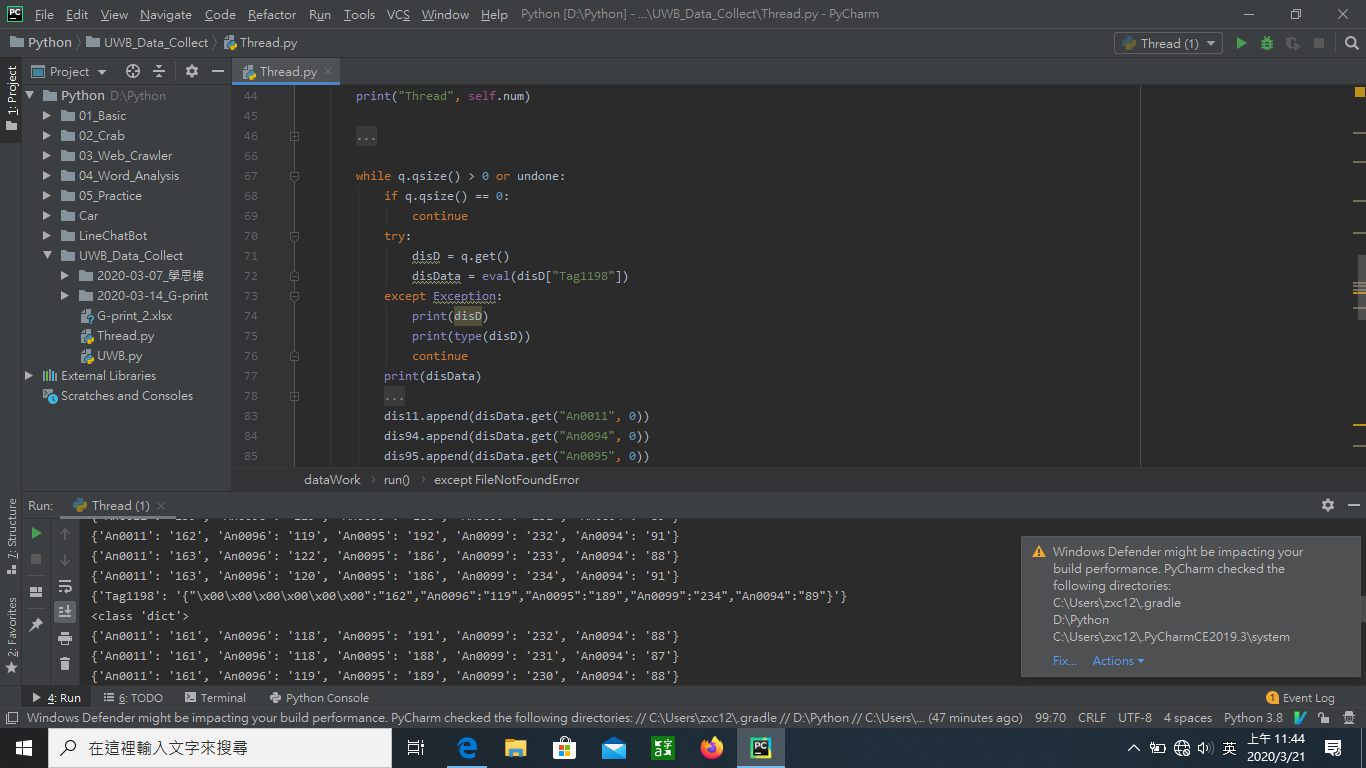 File Edit View Navigate Code Refactor Run Tools VCS Window Help Python [D:\Python] - ...\UWB_Data_Collect\Thread.py - PyCharm
Python UWB_Data_Collect Thread.py Thread (1)
1: Project
Project
Thread.py
Python D:\Python
01_Basic
02_Crab
03_Web_Crawler
04_Word_Analysis
05_Practice
Car
LineChatBot
UWB_Data_Collect
2020-03-07_學思樓
2020-03-14_G-print
G-print_2.xlsx
Thread.py
UWB.py
External Libraries
Scratches and Consoles
44 print("Thread", self.num)
45
46 ...
66
67 while q.qsize() > 0 or undone:
68 if q.qsize() == 0:
69 continue
70 try:
71 disD = q.get()
72 disData = eval(disD["Tag1198"])
73 except Exception:
74 print(disD)
75 print(type(disD))
76 continue
77 print(disData)
78 ...
83 dis11.append(disData.get("An0011", 0))
84 dis94.append(disData.get("An0094", 0))
85 dis95.append(disData.get("An0095", 0))
dataWork run() except FileNotFoundError
7: Structure
2: Favorites
Run: Thread (1)
{'An0011': '162', 'An0096': '119', 'An0095': '192', 'An0099': '232', 'An0094': '91'}
{'An0011': '163', 'An0096': '122', 'An0095': '186', 'An0099': '233', 'An0094': '88'}
{'An0011': '163', 'An0096': '120', 'An0095': '186', 'An0099': '234', 'An0094': '91'}
{'Tag1198': '{"\x00\x00\x00\x00\x00\x00":"162","An0096":"119","An0095":"189","An0099":"234","An0094":"89"}'}
<class 'dict'>
{'An0011': '161', 'An0096': '118', 'An0095': '191', 'An0099': '232', 'An0094': '88'}
{'An0011': '161', 'An0096': '118', 'An0095': '188', 'An0099': '231', 'An0094': '87'}
{'An0011': '161', 'An0096': '119', 'An0095': '189', 'An0099': '230', 'An0094': '88'}
Windows Defender might be impacting your
build performance. PyCharm checked the
following directories:
C:\Users\zxc12\.gradle
D:\Python
C:\Users\zxc12\.PyCharmCE2019.3\system
Fix... Actions
4: Run 6: TODO Terminal Python Console 1 Event Log
Windows Defender might be impacting your build performance. PyCharm checked the following directories: // C:\Users\zxc12\.gradle // D:\Python // C:\Users\... (47 minutes ago) 99:70 CRLF UTF-8 4 spaces Python 3.8
在這裡輸入文字來搜尋
英
上午 11:44
2020/3/21